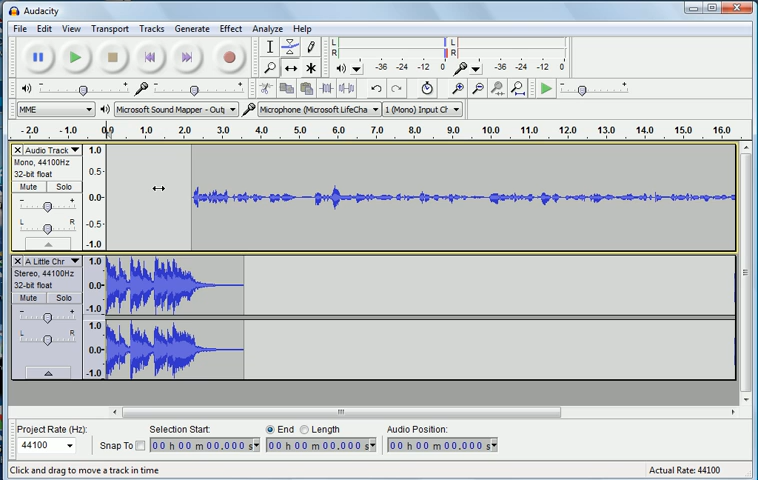 Audacity
File Edit View Transport Tracks Generate Effect Analyze Help
L R -36 -24 -12 0 L R
-36 -24 -12 0
MME Microsoft Sound Mapper - Outp Microphone (Microsoft LifeCha 1 (Mono) Input Ch
-2.0 -1.0 0.0 1.0 2.0 3.0 4.0 5.0 6.0 7.0 8.0 9.0 10.0 11.0 12.0 13.0 14.0 15.0 16.0
Audio Track 1.0
Mono, 44100Hz
32-bit float 0.5
Mute Solo
- + 0.0
L R -0.5
-1.0
A Little Chr 1.0
Stereo, 44100Hz
32-bit float 0.0
Mute Solo
- + -1.0
L R 1.0
0.0
-1.0
Project Rate (Hz): Selection Start: End Length Audio Position:
44100 Snap To 00 h 00 m 00.000 s 00 h 00 m 00.000 s 00 h 00 m 00.000 s
Click and drag to move a track in time Actual Rate: 44100